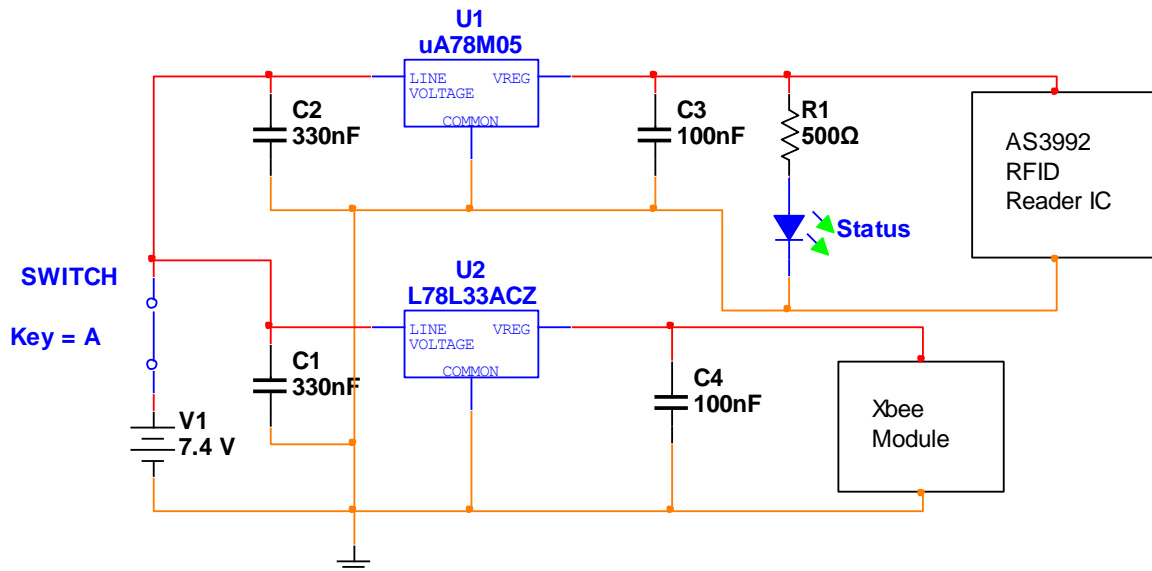 U1
uA78M05
LINE
VOLTAGE
VREG
COMMON
C2
330nF
C3
100nF
R1
500Ω
AS3992
RFID
Reader IC
Status
SWITCH
Key = A
U2
L78L33ACZ
LINE
VOLTAGE
VREG
COMMON
C1
330nF
C4
100nF
Xbee
Module
V1
7.4 V